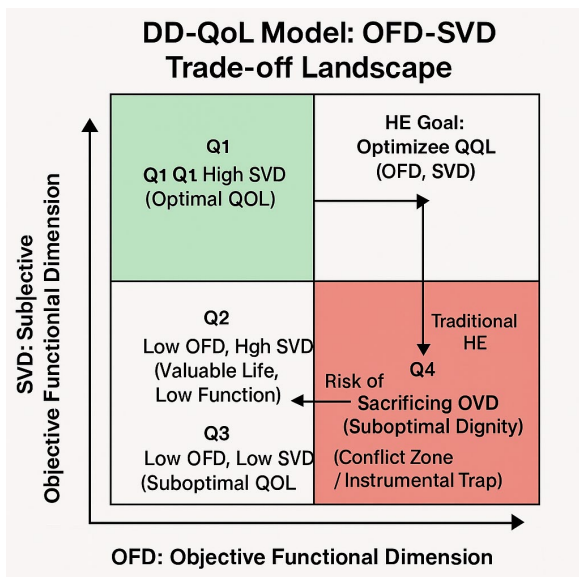 DD-QoL Model: OFD-SVD
Trade-off Landscape
Q1
Q1 Q1 High SVD
(Optimal QOL)
HE Goal:
Optimizee QQL
(OFD, SVD)
Q2
Low OFD, Hgh SVD
(Valuable Life,
Low Function)
Q3
Low OFD, Low SVD
(Suboptimal QOL
Traditional
HE
Q4
Risk of
Sacrificing OVD
(Suboptimal Dignity)
(Conflict Zone
/ Instrumental Trap)
SVD: Subjective
Objective Functionlal Dimension
OFD: Objective Functional Dimension